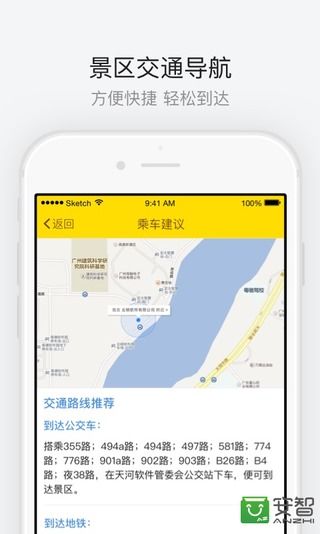 景区交通导航
方便快捷 轻松到达
Sketch
9:41 AM
100%
返回
乘车建议
广州建筑科学研
究院科研基地
粤驰驾校
交通路线推荐
到达公交车：
搭乘355路；494a路；494路；497路；581路；774
路；776路；901a路；902路；903路；B26路；B4
路；夜38路，在天河软件管委会公交站下车，便可到
达景区。
到达地铁：
安智
ANZHI